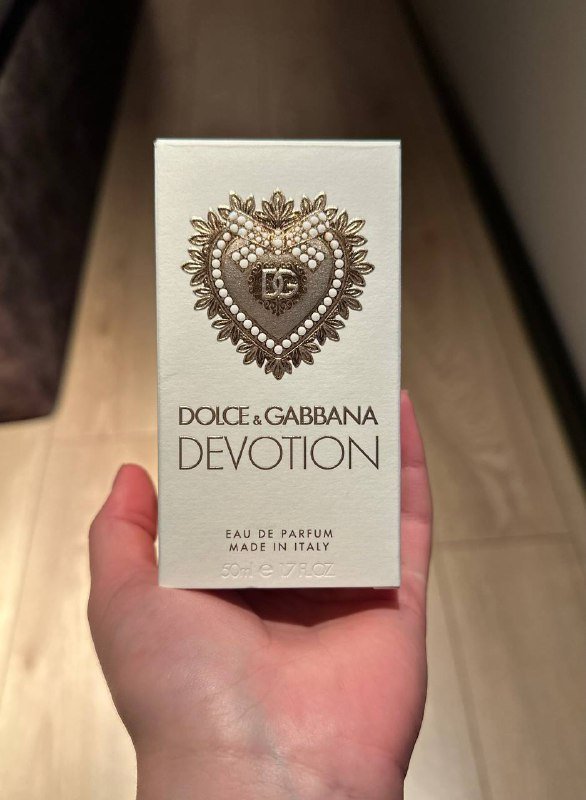 DG
DOLCE & GABBANA
DEVOTION
EAU DE PARFUM
MADE IN ITALY
50ml ℮ 1.7 FL.OZ.